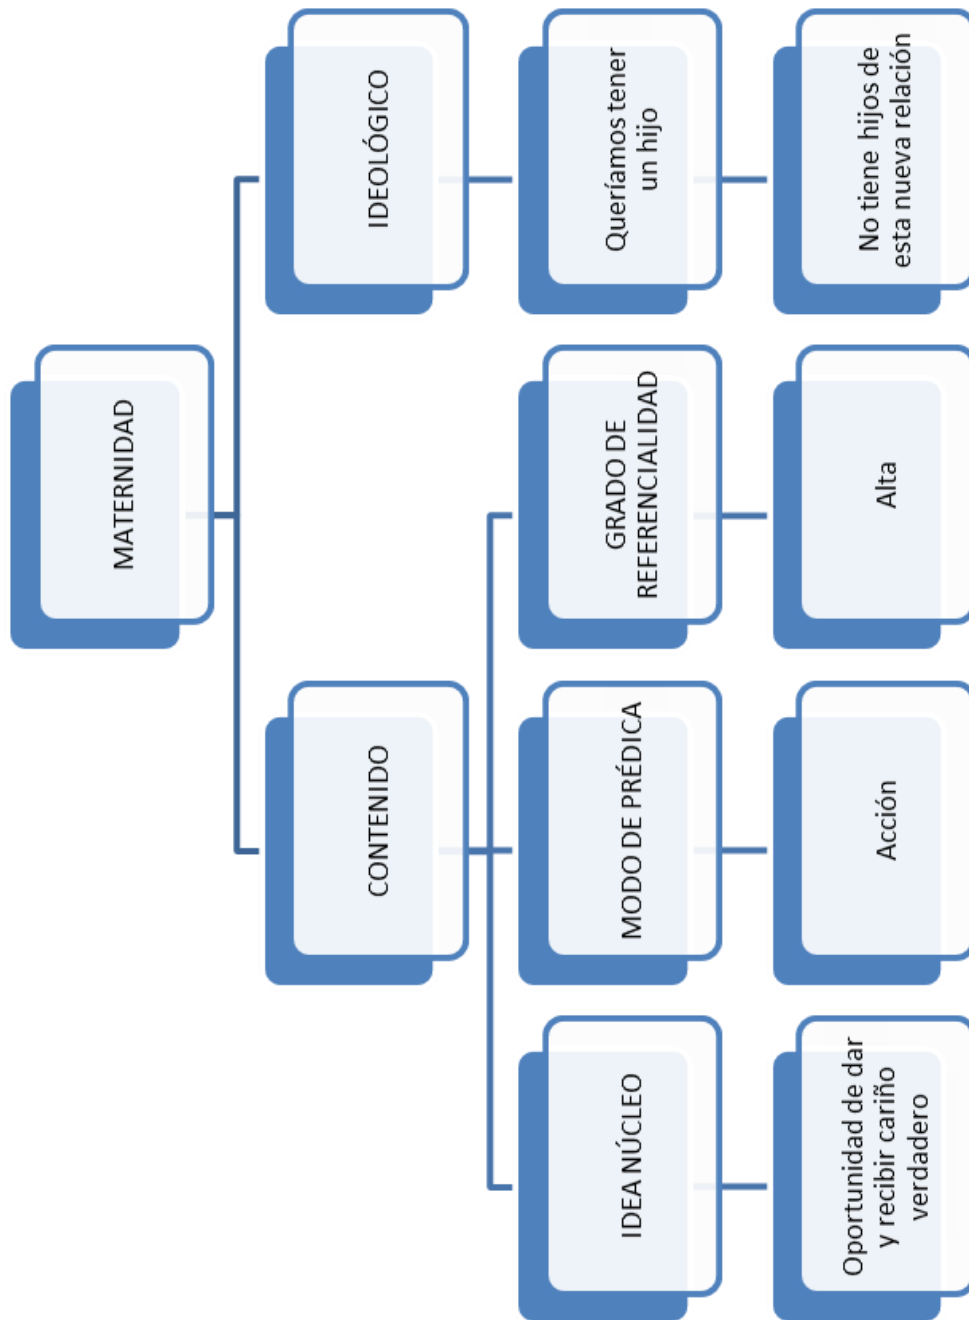 MATERNIDAD
CONTENIDO
IDEOLÓGICO
IDEA NÚCLEO
MODO DE PRÉDICA
GRADO DE
REFERENCIALIDAD
Queríamos tener
un hijo
Oportunidad de dar
y recibir cariño
verdadero
Acción
Alta
No tiene hijos de
esta nueva relación